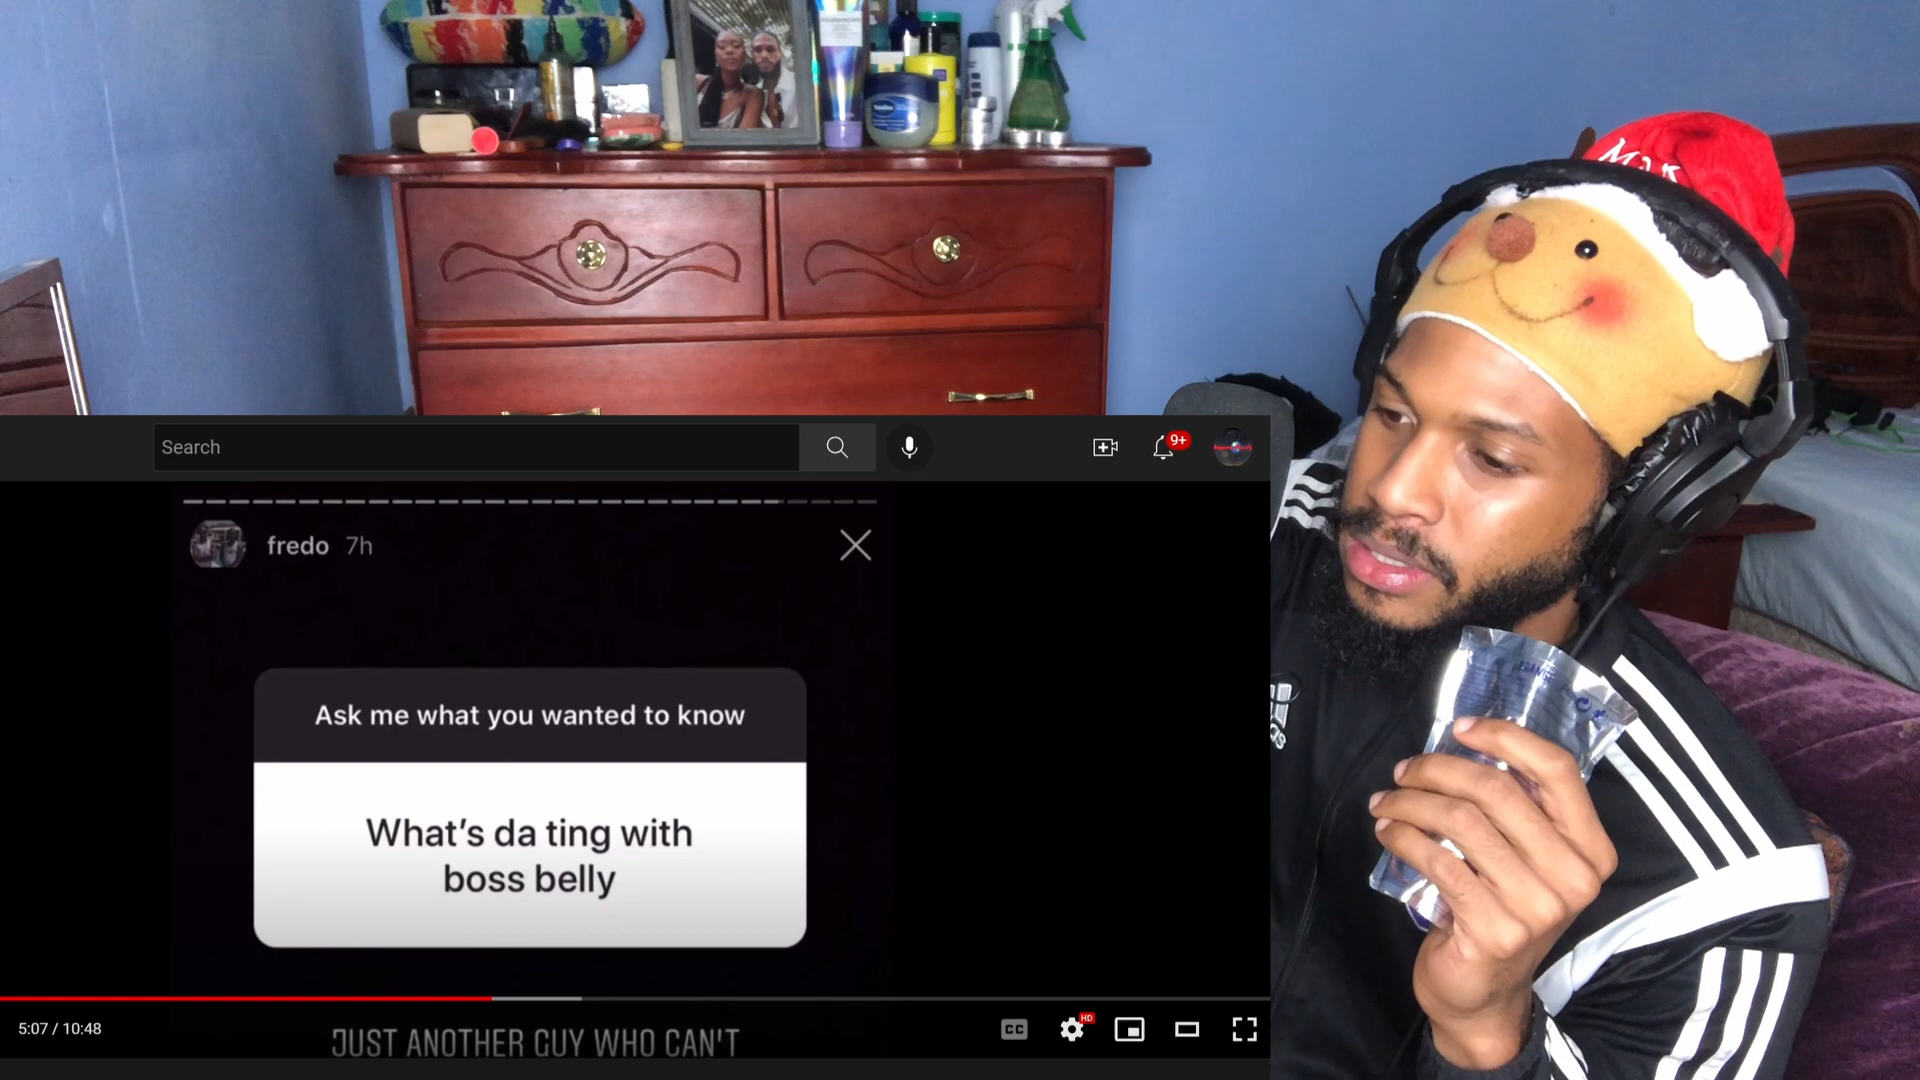 Search
9+
fredo 7h
Ask me what you wanted to know
What's da ting with
boss belly
5:07 / 10:48
CC
HD
JUST ANOTHER GUY WHO CAN'T